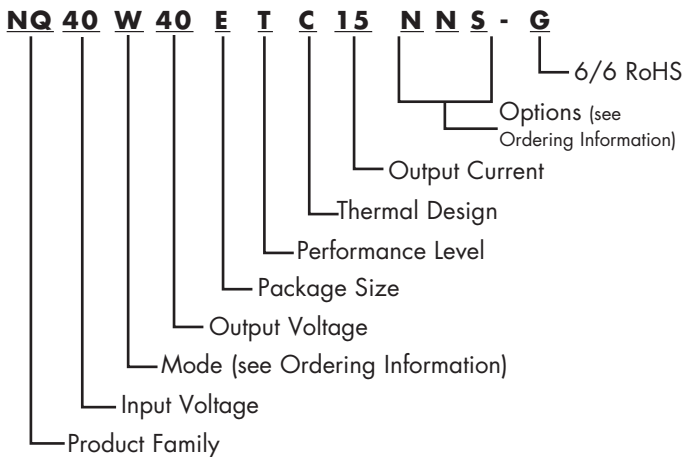 NQ 40 W 40 E T C 15 N N S - G
6/6 RoHS
Options (see
Ordering Information)
Output Current
Thermal Design
Performance Level
Package Size
Output Voltage
Mode (see Ordering Information)
Input Voltage
Product Family